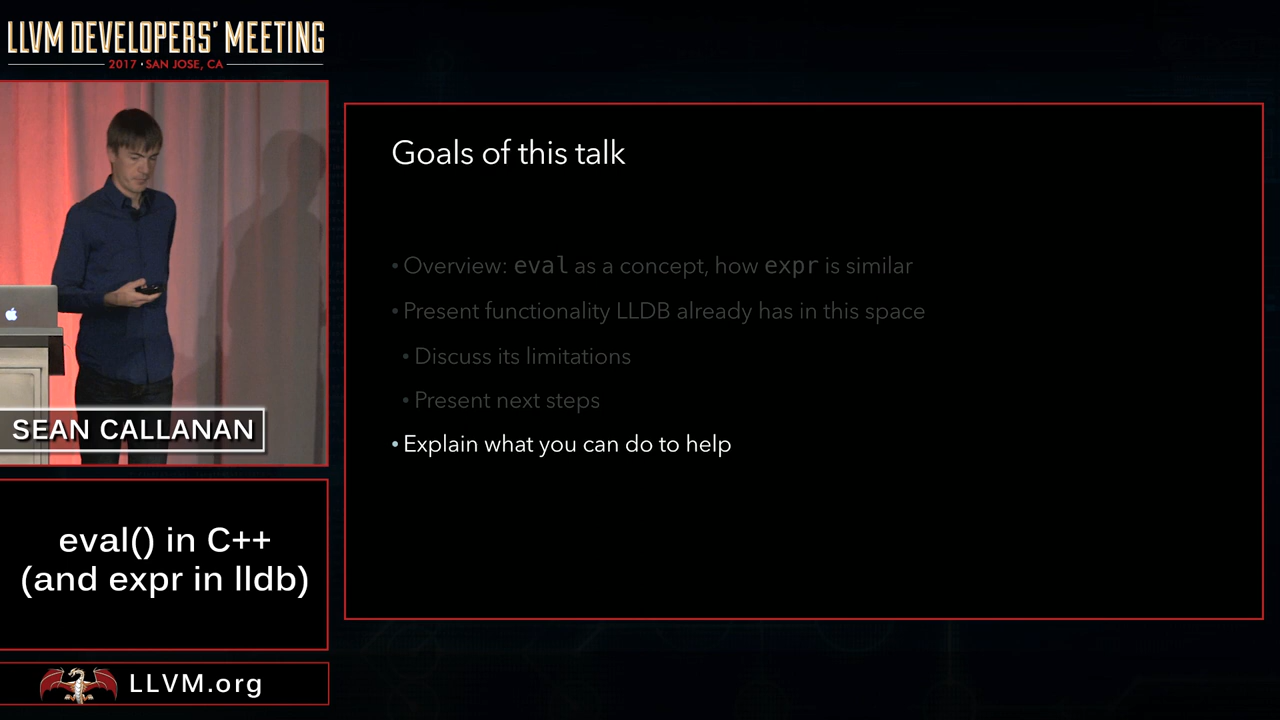 LLVM DEVELOPERS' MEETING
2017 · SAN JOSE, CA
SEAN CALLANAN
eval() in C++
(and expr in lldb)
LLVM.org
Goals of this talk
• Overview: eval as a concept, how expr is similar
• Present functionality LLDB already has in this space
• Discuss its limitations
• Present next steps
• Explain what you can do to help